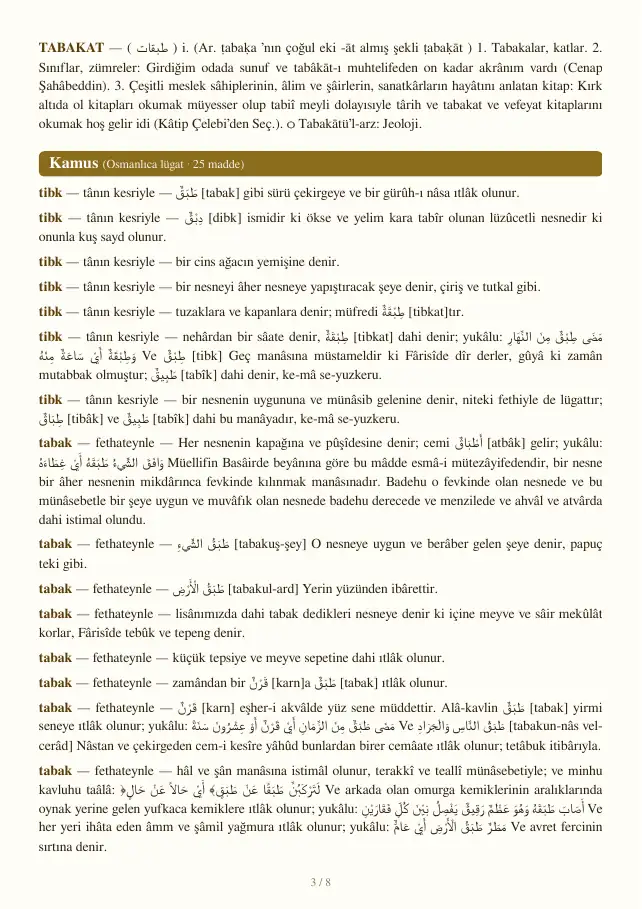 TABAKAT — ( طبقات ) i. (Ar. ṭabaḳa ’nın çoğul eki -āt almış şekli ṭabaḳāt ) 1. Tabakalar, katlar. 2.
Sınıflar, zümreler: Girdiğim odada sunuf ve tabâkāt-ı muhtelifeden on kadar akrânım vardı (Cenap
Şahâbeddin). 3. Çeşitli meslek sâhiplerinin, âlim ve şâirlerin, sanatkârların hayâtını anlatan kitap: Kırk
altıda ol kitapları okumak müyesser olup tabiî meyli dolayısıyle târih ve tabakat ve vefeyat kitaplarını
okumak hoş gelir idi (Kâtip Çelebi’den Seç.). ѻ Tabakātü’l-arz: Jeoloji.
Kamus (Osmanlıca lügat · 25 madde)
tibk — tânın kesriyle — طَبَقٌ [tabak] gibi sürü çekirgeye ve bir gürûh-ı nâsa ıtlâk olunur.
tibk — tânın kesriyle — دِبْقٌ [dibk] ismidir ki ökse ve yelim kara tabîr olunan lüzûcetli nesnedir ki
onunla kuş sayd olunur.
tibk — tânın kesriyle — bir cins ağacın yemişine denir.
tibk — tânın kesriyle — bir nesneyi âher nesneye yapıştıracak şeye denir, çiriş ve tutkal gibi.
tibk — tânın kesriyle — tuzaklara ve kapanlara denir; müfredi طِبْقَةٌ [tibkat]tır.
tibk — tânın kesriyle — nehârdan bir sâate denir, طِبْقَةٌ [tibkat] dahi denir; yukâlu: مَضَى طِبْقٌ مِنَ النَّهَارِ
وَطِبْقَةٌ أَيْ سَاعَةٌ مِنْهُ Ve طِبْقٌ [tibk] Geç manâsına müstameldir ki Fârisîde dîr derler, gûyâ ki zamân
mutabbak olmuştur; طَبِيقٌ [tabîk] dahi denir, ke-mâ se-yuzkeru.
tibk — tânın kesriyle — bir nesnenin uygununa ve münâsib gelenine denir, niteki fethiyle de lügattır;
طِبَاقٌ [tibâk] ve طَبِيقٌ [tabîk] dahi bu manâyadır, ke-mâ se-yuzkeru.
tabak — fethateynle — Her nesnenin kapağına ve pûşîdesine denir; cemi أَطْبَاقٌ [atbâk] gelir; yukâlu:
وَافَقَ الشَّيْءُ طَبَقَهُ أَيْ غِطَاءَهُ Müellifin Basâirde beyânına göre bu mâdde esmâ-i mütezâyifedendir, bir nesne
bir âher nesnenin mikdârınca fevkinde kılınmak manâsınadır. Badehu o fevkinde olan nesnede ve bu
münâsebetle bir şeye uygun ve muvâfık olan nesnede badehu derecede ve menzilede ve ahvâl ve atvârda
dahi istimal olundu.
tabak — fethateynle — طَبَقُ الشَّيءِ [tabakuş-şey] O nesneye uygun ve berâber gelen şeye denir, papuç
teki gibi.
tabak — fethateynle — طَبَقُ الْأَرْضِ [tabakul-ard] Yerin yüzünden ibârettir.
tabak — fethateynle — lisânımızda dahi tabak dedikleri nesneye denir ki içine meyve ve sâir mekûlât
korlar, Fârisîde tebûk ve tepeng denir.
tabak — fethateynle — küçük tepsiye ve meyve sepetine dahi ıtlâk olunur.
tabak — fethateynle — zamândan bir قَرْنٌ [karn]a طَبَقٌ [tabak] ıtlâk olunur.
tabak — fethateynle — قَرْنٌ [karn] eşher-i akvâlde yüz sene müddettir. Alâ-kavlin طَبَقٌ [tabak] yirmi
seneye ıtlâk olunur; yukâlu: مَضَى طَبَقٌ مِنَ الزَّمَانِ أَيْ قَرْنٌ أَوْ عِشْرُونَ سَنَةً Ve طَبَقُ النَّاسِ وَالْجَرَادِ [tabakun-nâs vel-
cerâd] Nâstan ve çekirgeden cem-i kesîre yâhûd bunlardan birer cemâate ıtlâk olunur; tetâbuk itibârıyla.
tabak — fethateynle — hâl ve şân manâsına istimâl olunur, terakkî ve teallî münâsebetiyle; ve minhu
kavluhu taâlâ: ﴿لَتَرْكَبُنَّ طَبَقًا عَنْ طَبَقٍ﴾ أَيْ حَالاً عَنْ حَالٍ Ve arkada olan omurga kemiklerinin aralıklarında
oynak yerine gelen yufkaca kemiklere ıtlâk olunur; yukâlu: أَصَابَ طَبَقَهُ وَهُوَ عَظْمٌ رَقِيقٌ يَفْصِلُ بَيْنَ كُلِّ فَقَارَيْنِ Ve
her yeri ihâta eden âmm ve şâmil yağmura ıtlâk olunur; yukâlu: مَطَرٌ طَبَقُ الْأَرْضِ أَيْ عَامٌّ Ve avret fercinin
sırtına denir.
3 / 8